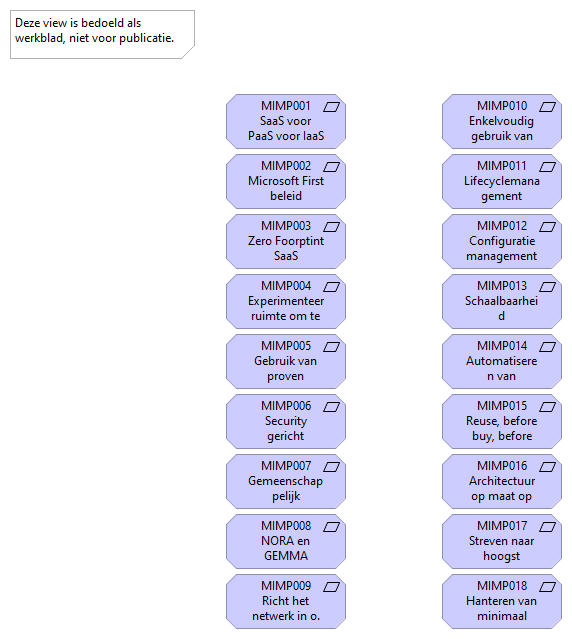 Deze view is bedoeld als
werkblad, niet voor publicatie.
MIMP001
SaaS voor
PaaS voor IaaS
MIMP002
Microsoft First
beleid
MIMP003
Zero Foorptint
SaaS
MIMP004
Experimenteer
ruimte om te
MIMP005
Gebruik van
proven
MIMP006
Security
gericht
MIMP007
Gemeenschap
pelijk
MIMP008
NORA en
GEMMA
MIMP009
Richt het
netwerk in o.
MIMP010
Enkelvoudig
gebruik van
MIMP011
Lifecyclemana
gement
MIMP012
Configuratie
management
MIMP013
Schaalbaarhei
d
MIMP014
Automatisere
n van
MIMP015
Reuse, before
buy, before
MIMP016
Architectuur
op maat op
MIMP017
Streven naar
hoogst
MIMP018
Hanteren van
minimaal